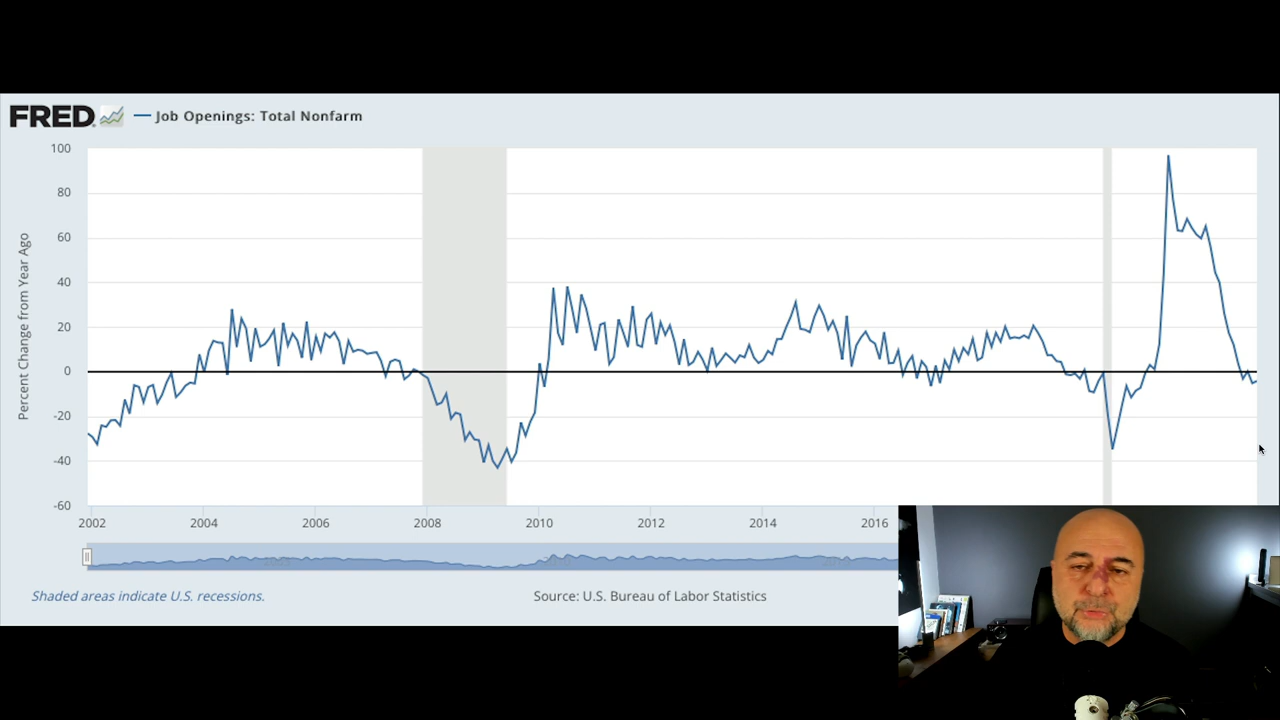 FRED
Job Openings: Total Nonfarm
Percent Change from Year Ago
100
80
60
40
20
0
-20
-40
-60
2002 2004 2006 2008 2010 2012 2014 2016
Shaded areas indicate U.S. recessions.
Source: U.S. Bureau of Labor Statistics